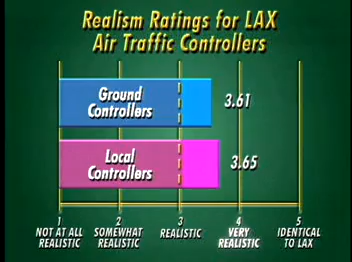 Realism Ratings for LAX
Air Traffic Controllers
Ground
Controllers
3.61
Local
Controllers
3.65
1 2 3 4 5
NOT AT ALL SOMEWHAT REALISTIC VERY IDENTICAL
REALISTIC REALISTIC REALISTIC TO LAX